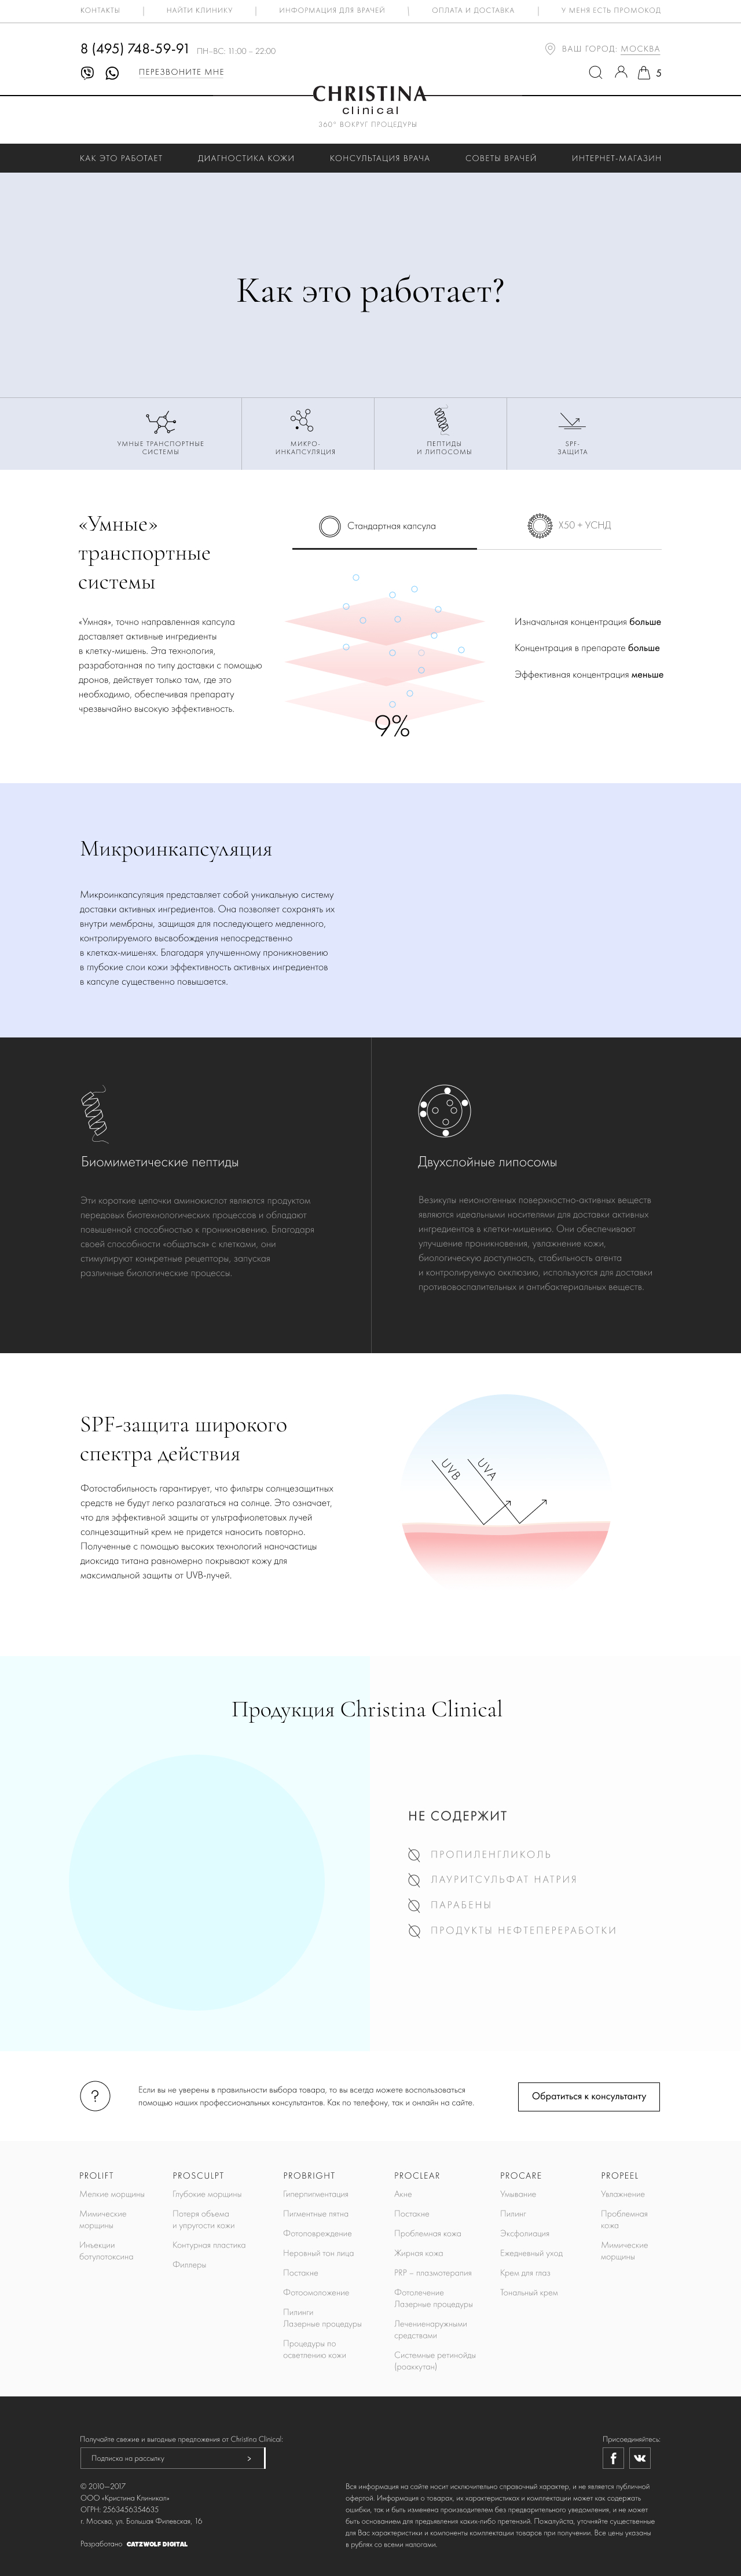 КОНТАКТЫ | НАЙТИ КЛИНИКУ | ИНФОРМАЦИЯ ДЛЯ ВРАЧЕЙ | ОПЛАТА И ДОСТАВКА | У МЕНЯ ЕСТЬ ПРОМОКОД
8 (495) 748-59-91 ПН–ВС: 11:00 – 22:00
ВАШ ГОРОД: МОСКВА
ПЕРЕЗВОНИТЕ МНЕ
5
CHRISTINA
clinical
360° ВОКРУГ ПРОЦЕДУРЫ
КАК ЭТО РАБОТАЕТ ДИАГНОСТИКА КОЖИ КОНСУЛЬТАЦИЯ ВРАЧА СОВЕТЫ ВРАЧЕЙ ИНТЕРНЕТ-МАГАЗИН
Как это работает?
УМНЫЕ ТРАНСПОРТНЫЕ
СИСТЕМЫ
МИКРО-
ИНКАПСУЛЯЦИЯ
ПЕПТИДЫ
И ЛИПОСОМЫ
SPF-
ЗАЩИТА
«Умные»
транспортные
системы
«Умная», точно направленная капсула
доставляет активные ингредиенты
в клетку-мишень. Эта технология,
разработанная по типу доставки с помощью
дронов, действует только там, где это
необходимо, обеспечивая препарату
чрезвычайно высокую эффективность.
Стандартная капсула
X50 + УСНД
9%
Изначальная концентрация больше
Концентрация в препарате больше
Эффективная концентрация меньше
Микроинкапсуляция
Микроинкапсуляция представляет собой уникальную систему
доставки активных ингредиентов. Она позволяет сохранять их
внутри мембраны, защищая для последующего медленного,
контролируемого высвобождения непосредственно
в клетках-мишенях. Благодаря улучшенному проникновению
в глубокие слои кожи эффективность активных ингредиентов
в капсуле существенно повышается.
Биомиметические пептиды
Эти короткие цепочки аминокислот являются продуктом
передовых биотехнологических процессов и обладают
повышенной способностью к проникновению. Благодаря
своей способности «общаться» с клетками, они
стимулируют конкретные рецепторы, запуская
различные биологические процессы.
Двухслойные липосомы
Везикулы неионогенных поверхностно-активных веществ
являются идеальными носителями для доставки активных
ингредиентов в клетки-мишению. Они обеспечивают
улучшение проникновения, увлажнение кожи,
биологическую доступность, стабильность агента
и контролируемую окклюзию, используются для доставки
противовоспалительных и антибактериальных веществ.
SPF-защита широкого
спектра действия
Фотостабильность гарантирует, что фильтры солнцезащитных
средств не будут легко разлагаться на солнце. Это означает,
что для эффективной защиты от ультрафиолетовых лучей
солнцезащитный крем не придется наносить повторно.
Полученные с помощью высоких технологий наночастицы
диоксида титана равномерно покрывают кожу для
максимальной защиты от UVB-лучей.
UVB
UVA
Продукция Christina Clinical
НЕ СОДЕРЖИТ
ПРОПИЛЕНГЛИКОЛЬ
ЛАУРИТСУЛЬФАТ НАТРИЯ
ПАРАБЕНЫ
ПРОДУКТЫ НЕФТЕПЕРЕРАБОТКИ
?
Если вы не уверены в правильности выбора товара, то вы всегда можете воспользоваться
помощью наших профессиональных консультантов. Как по телефону, так и онлайн на сайте.
Обратиться к консультанту
PROLIFT
Мелкие морщины
Мимические
морщины
Инъекции
ботулотоксина
PROSCULPT
Глубокие морщины
Потеря объема
и упругости кожи
Контурная пластика
Филлеры
PROBRIGHT
Гиперпигментация
Пигментные пятна
Фотоповреждение
Неровный тон лица
Постакне
Фотоомоложение
Пилинги
Лазерные процедуры
Процедуры по
осветлению кожи
PROCLEAR
Акне
Постакне
Проблемная кожа
Жирная кожа
PRP – плазмотерапия
Фотолечение
Лазерные процедуры
Лечениенаружными
средствами
Системные ретинойды
(роаккутан)
PROCARE
Умывание
Пилинг
Эксфолиация
Ежедневный уход
Крем для глаз
Тональный крем
PROPEEL
Увлажнение
Проблемная
кожа
Мимические
морщины
Получайте свежие и выгодные предложения от Christina Clinical:
Подписка на рассылку >
Присоединяйтесь:
© 2010—2017
ООО «Кристина Клиникал»
ОГРН: 2563456354635
г. Москва, ул. Большая Филевская, 16
Разработано CATZWOLF DIGITAL
Вся информация на сайте носит исключительно справочный характер, и не является публичной
офертой. Информация о товарах, их характеристиках и комплектации может как содержать
ошибки, так и быть изменена производителем без предварительного уведомления, и не может
быть основанием для предъявления каких-либо претензий. Пожалуйста, уточняйте существенные
для Вас характеристики и компоненты комплектации товаров при получении. Все цены указаны
в рублях со всеми налогами.